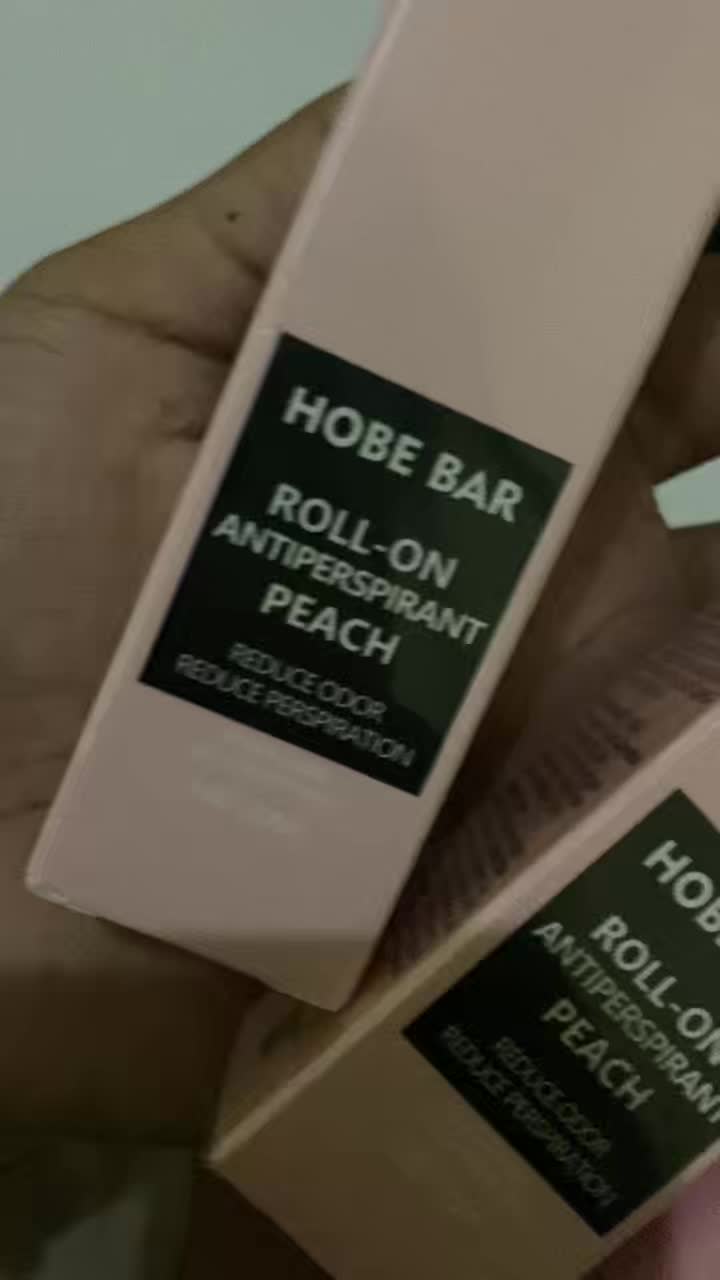 HOBE BAR
ROLL-ON
ANTIPERSPIRANT
PEACH
REDUCE ODOR
REDUCE PERSPIRATION
HOBE
ROLL-ON
ANTIPERSPIRANT
PEACH
REDUCE ODOR
REDUCE PERSPIRATION